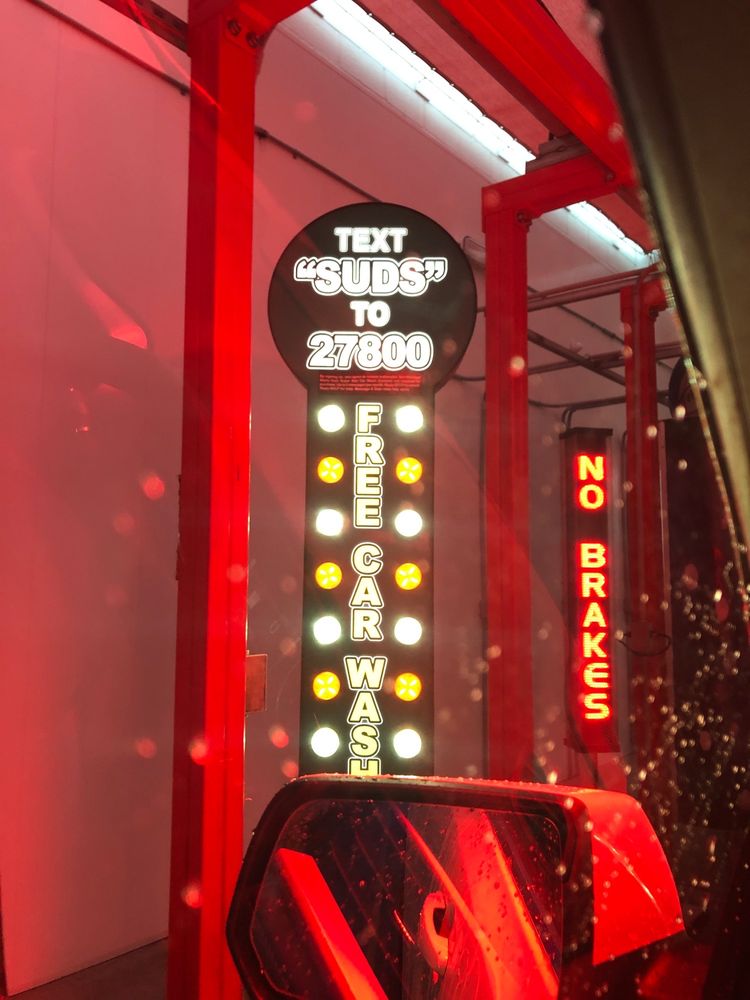 TEXT
“SUDS”
TO
27800
FREE
CAR
WASH
NO
BRAKES